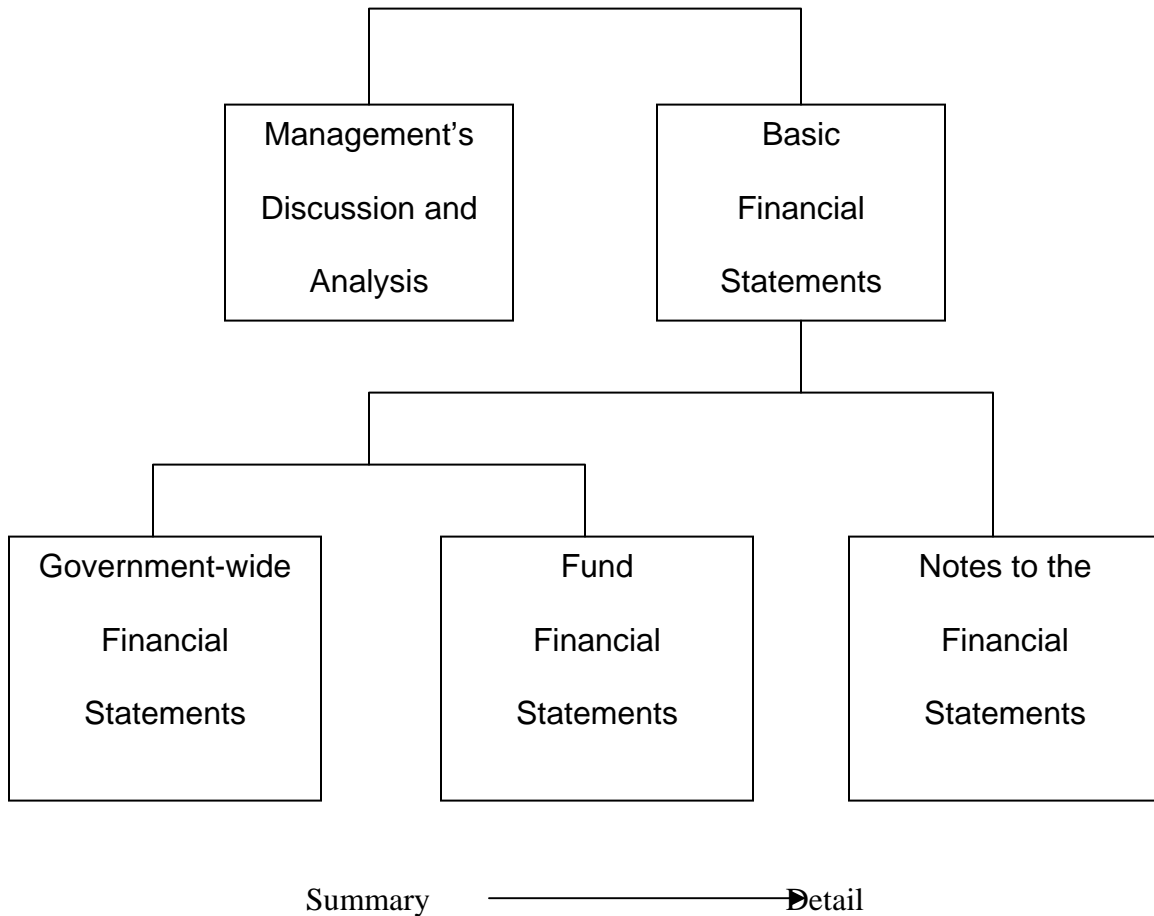 Management’s
Discussion and
Analysis
Basic
Financial
Statements
Government-wide
Financial
Statements
Fund
Financial
Statements
Notes to the
Financial
Statements
Summary Detail